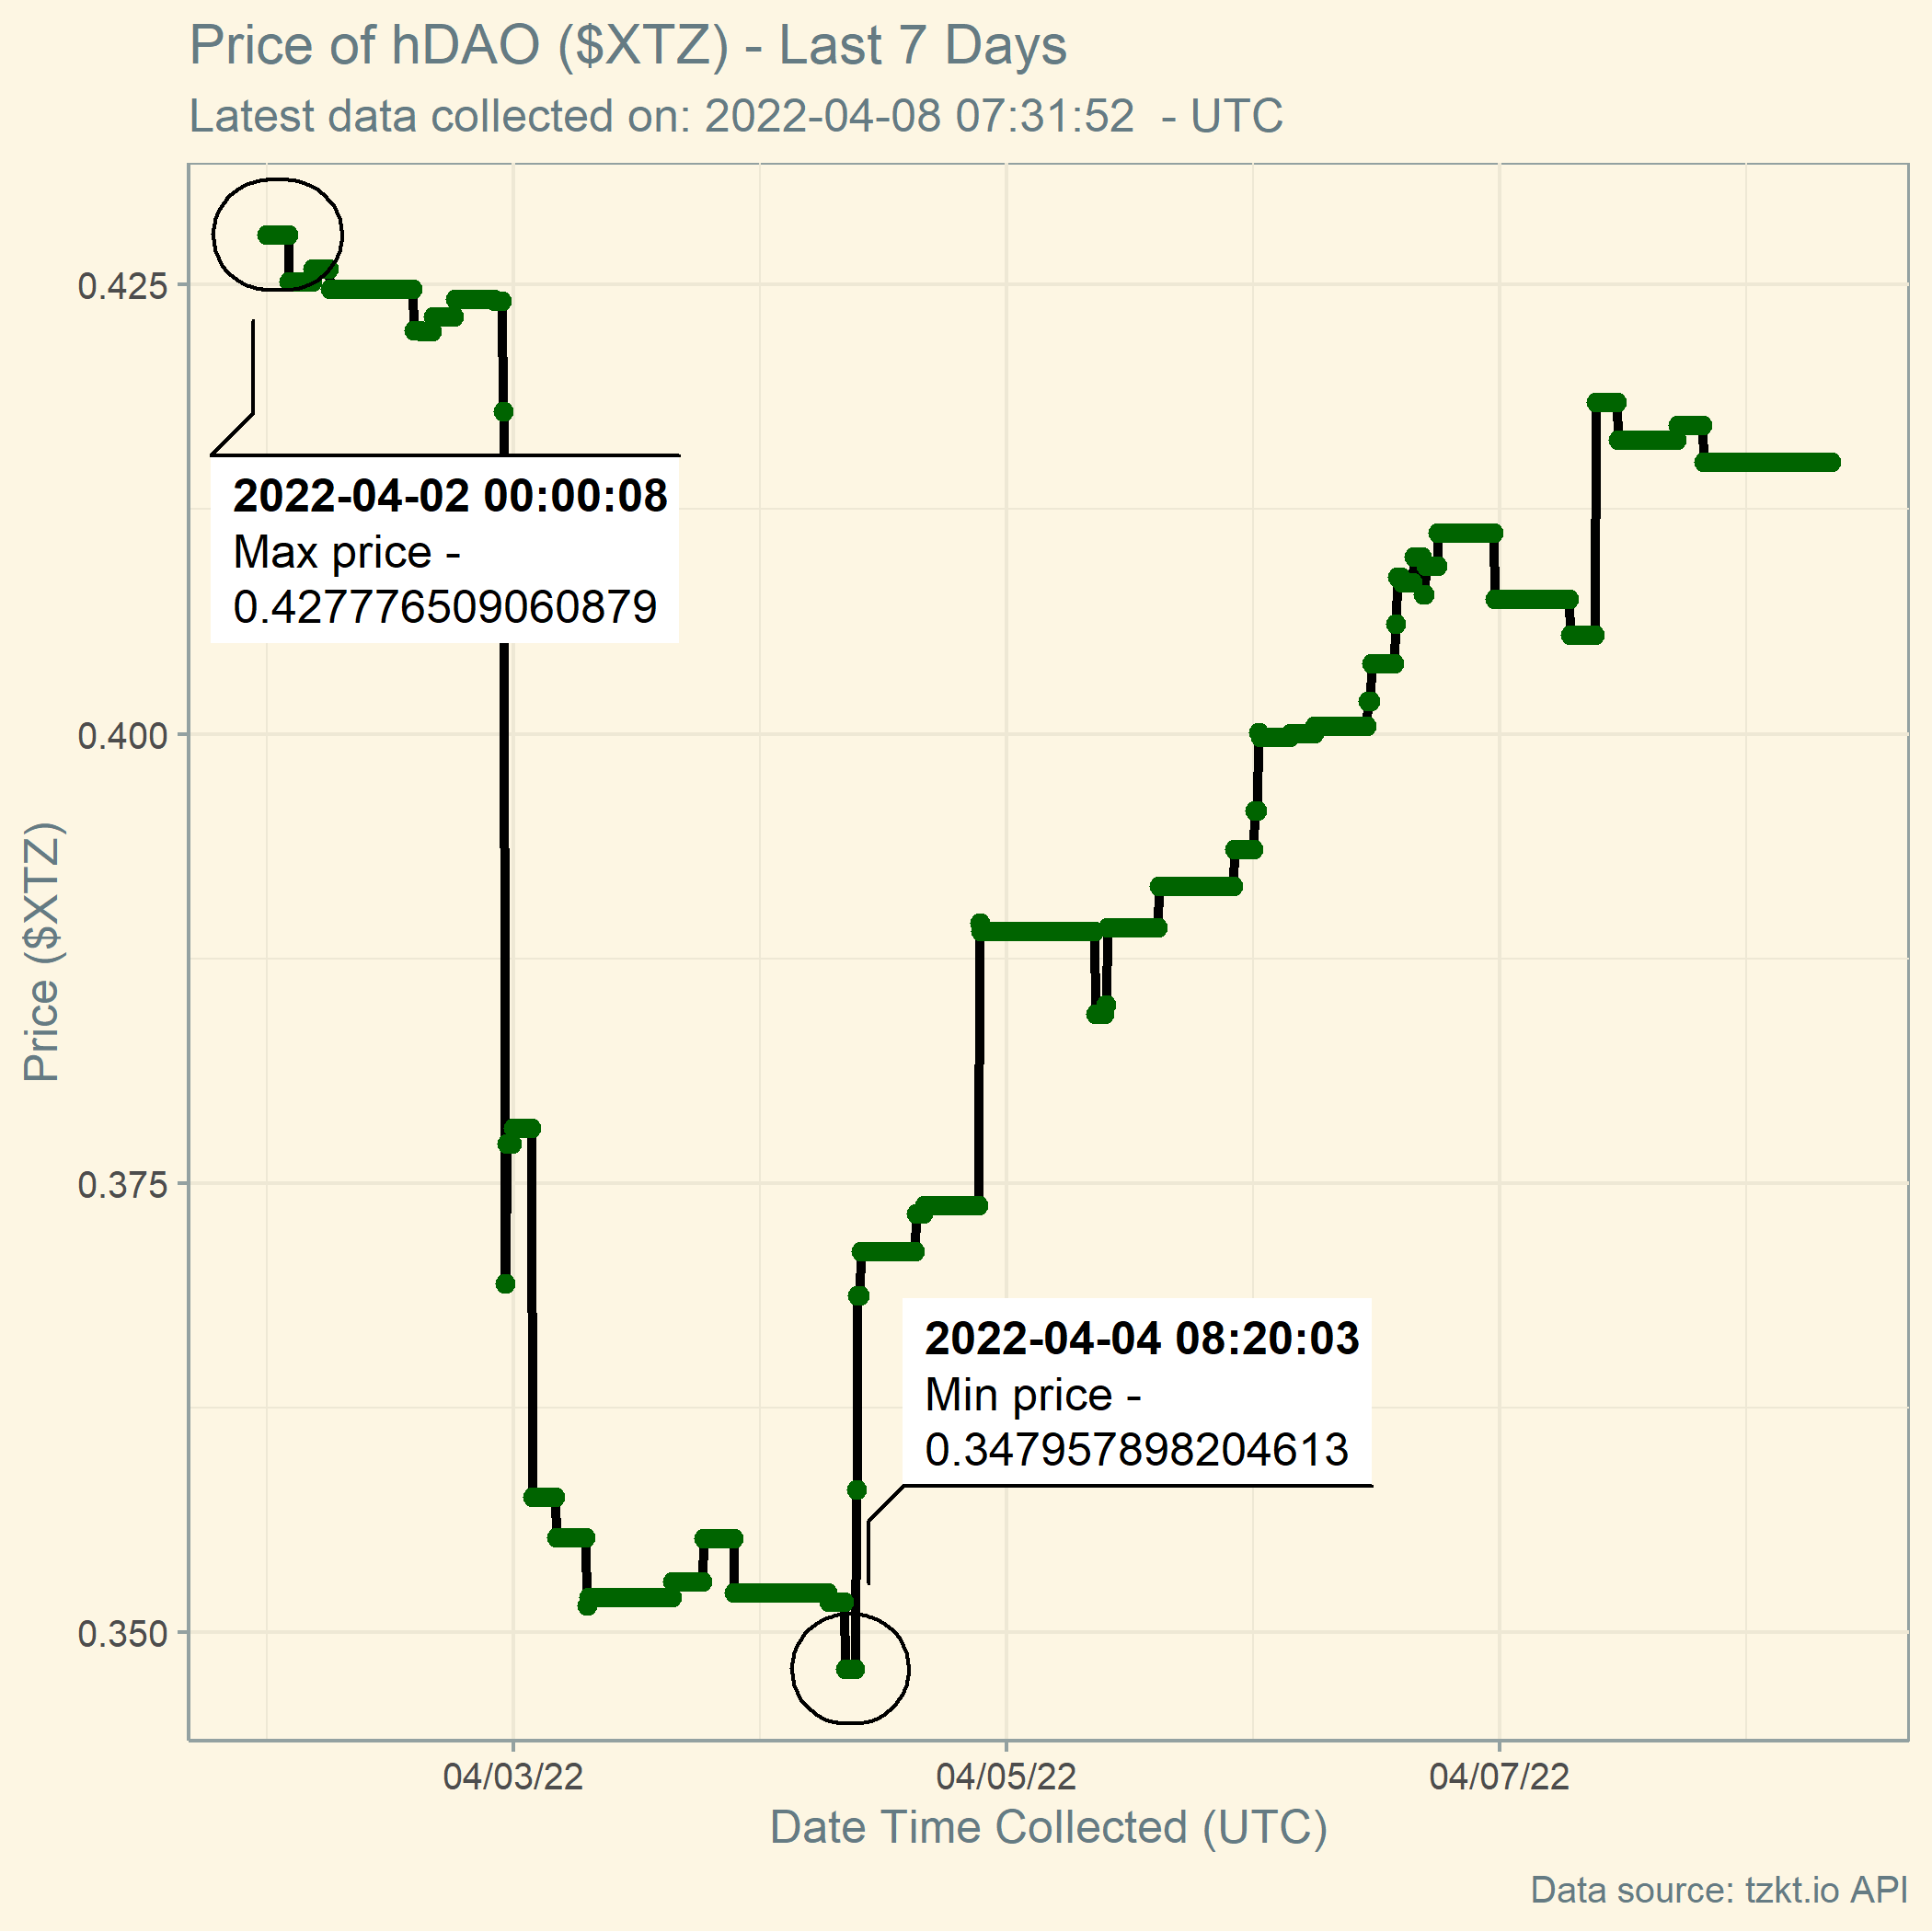 Price of hDAO ($XTZ) - Last 7 Days
Latest data collected on: 2022-04-08 07:31:52  - UTC
0.425
0.400
0.375
0.350
Price ($XTZ)
2022-04-02 00:00:08
Max price -
0.427776509060879
2022-04-04 08:20:03
Min price -
0.347957898204613
04/03/22
04/05/22
04/07/22
Date Time Collected (UTC)
Data source: tzkt.io API